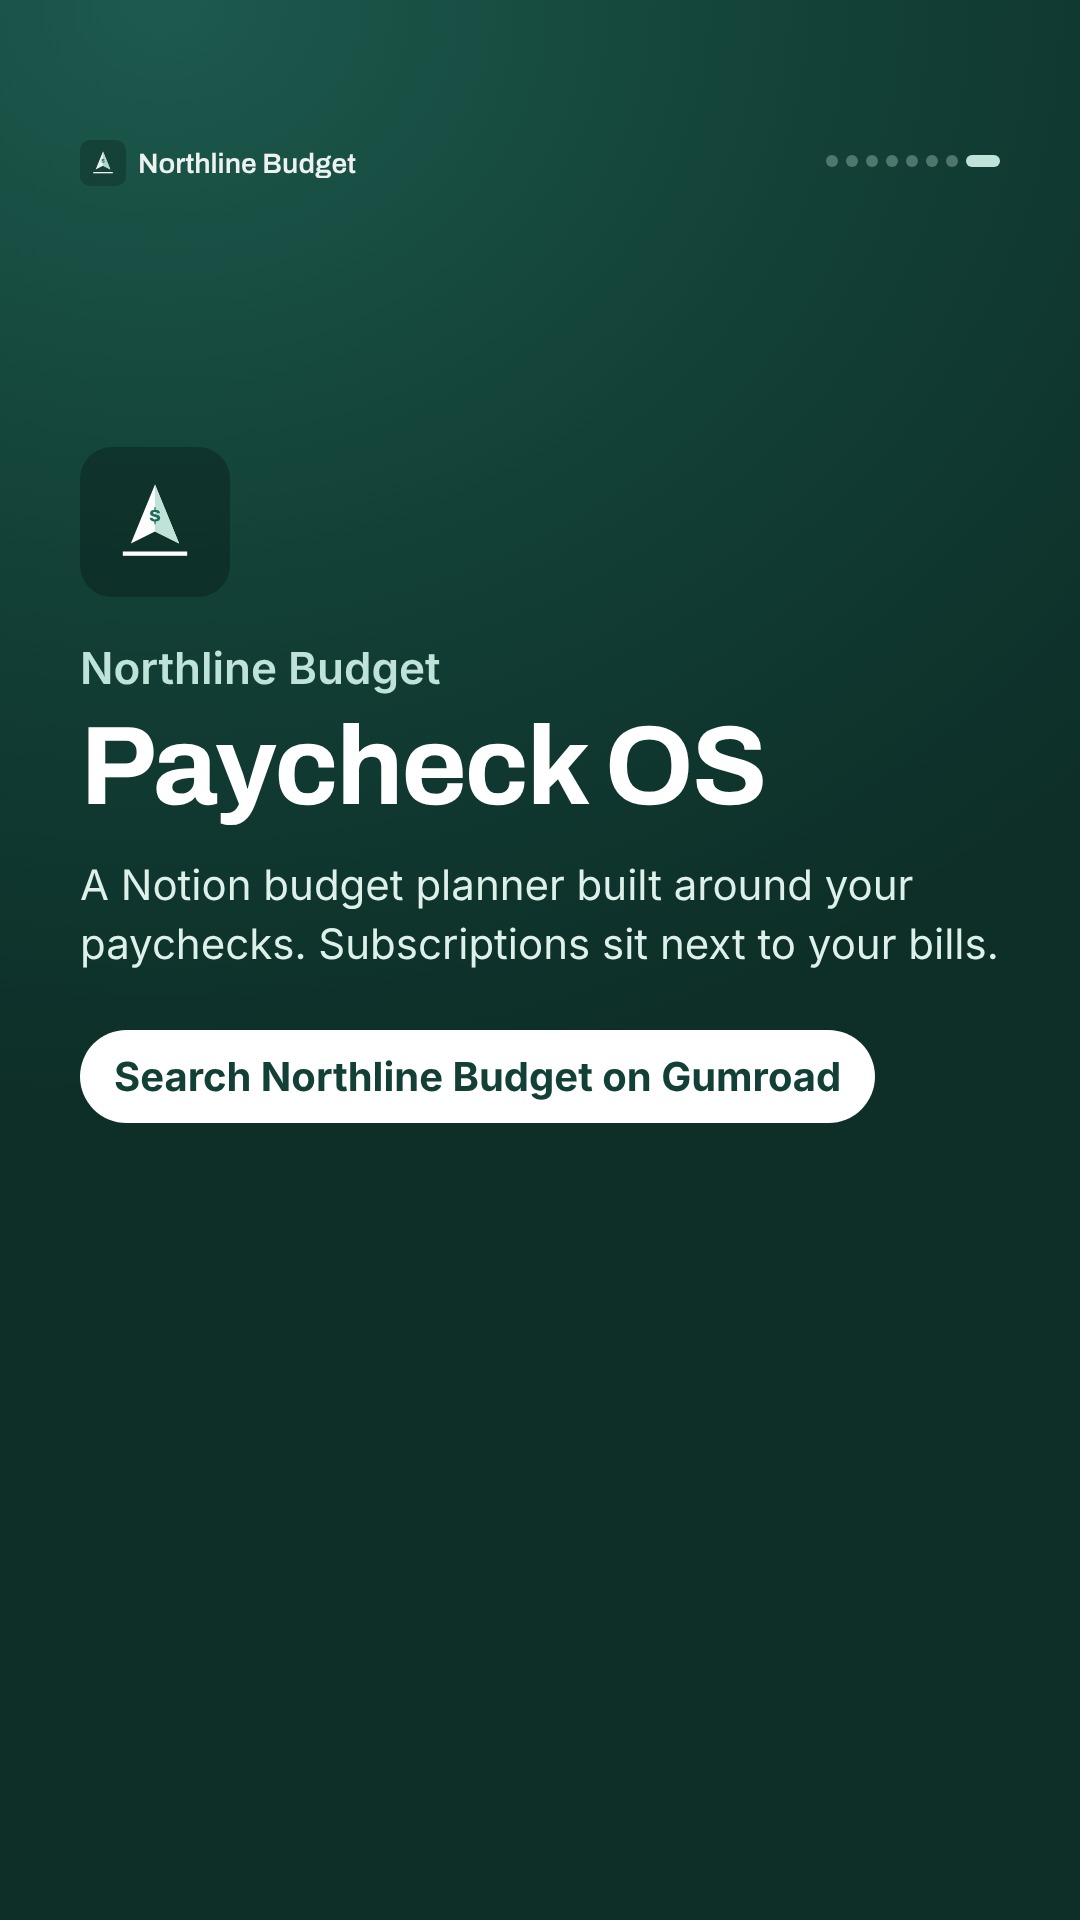 Northline Budget
$
Northline Budget
Paycheck OS
A Notion budget planner built around your
paychecks. Subscriptions sit next to your bills.
Search Northline Budget on Gumroad